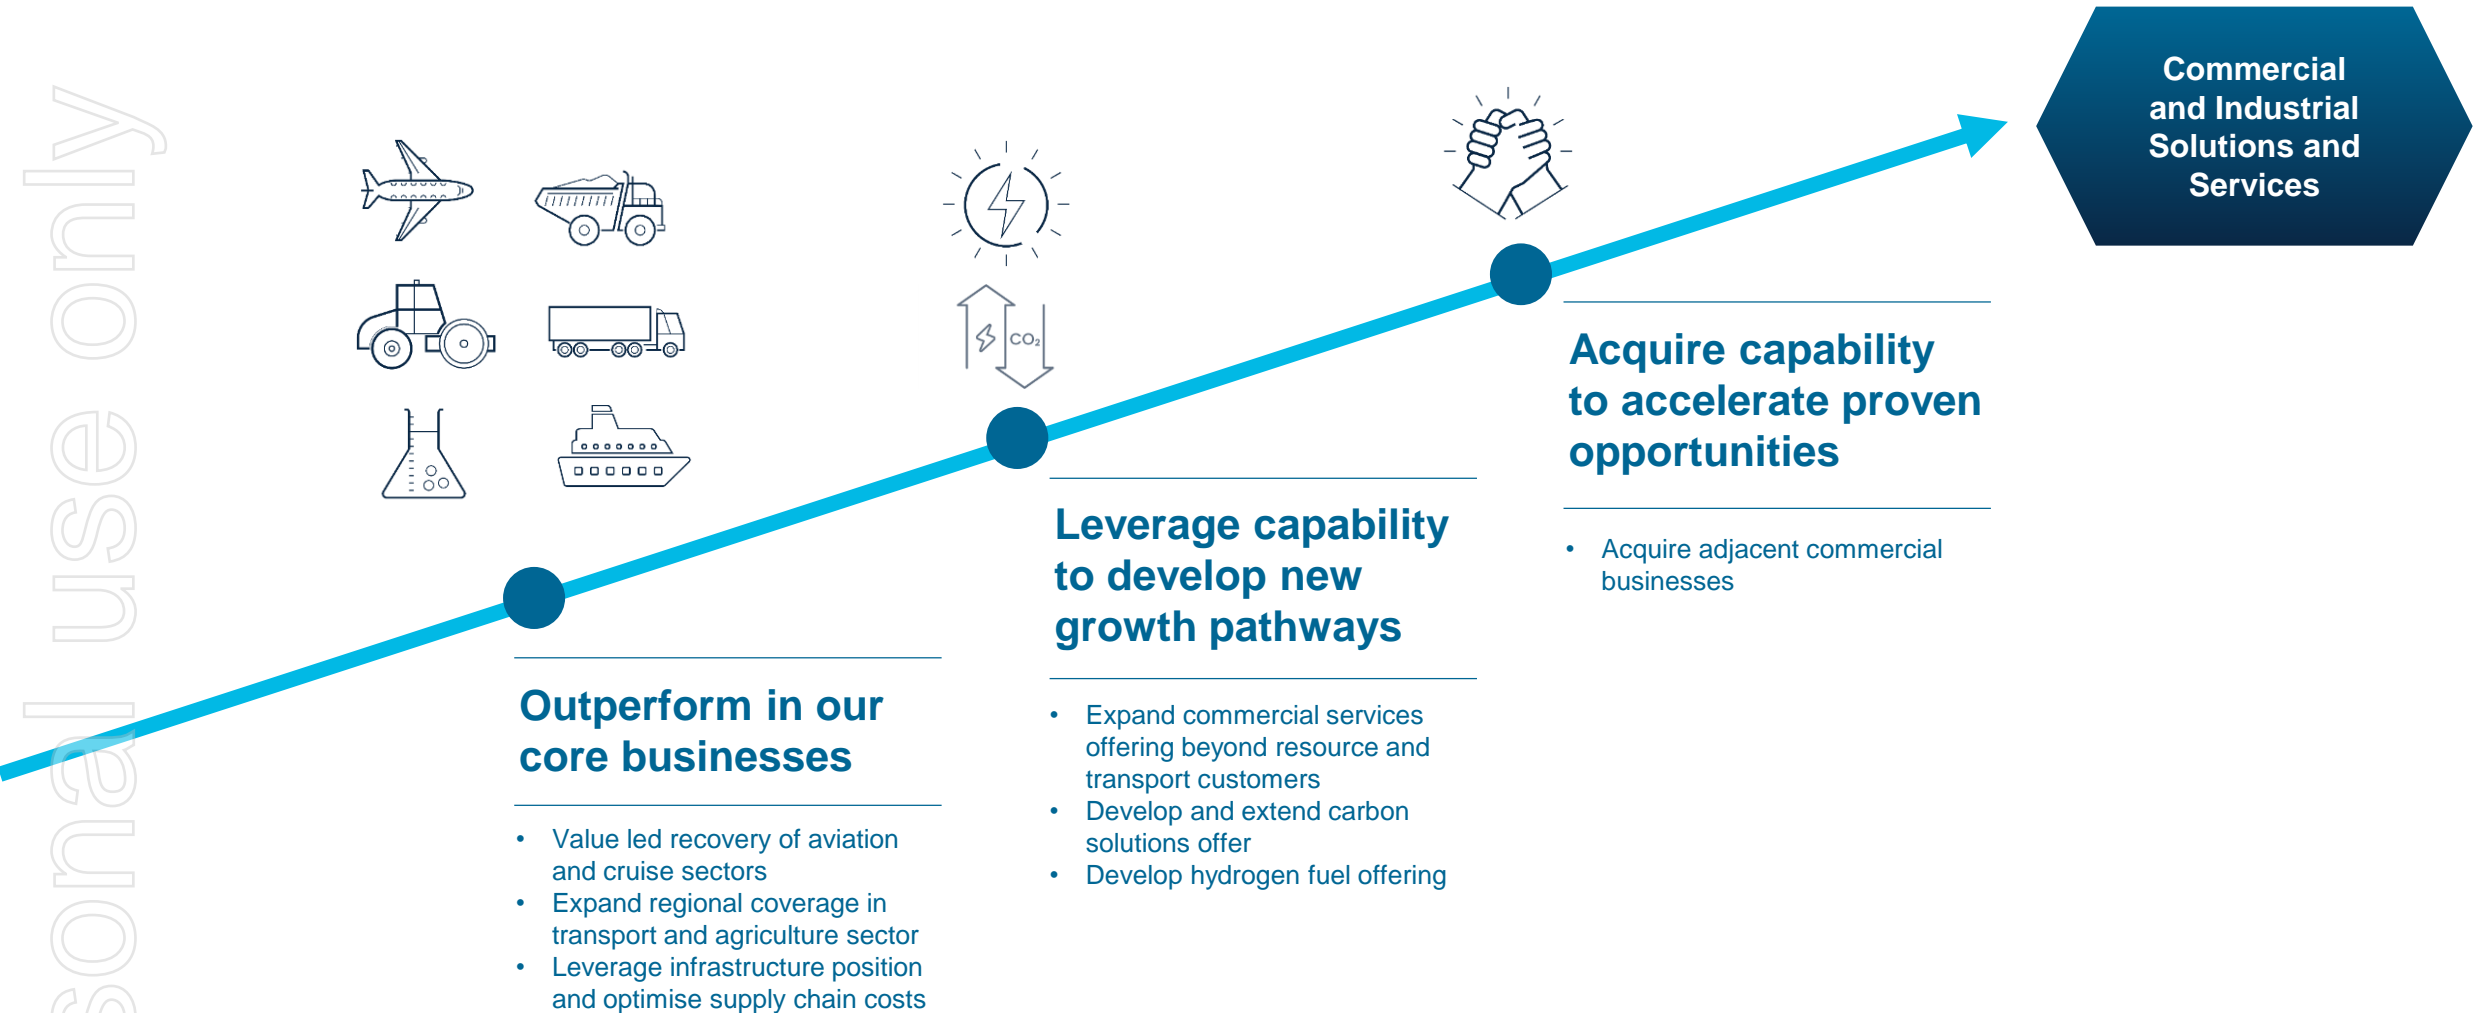 Commercial
and Industrial
Solutions and
Services
CO₂
Acquire capability
to accelerate proven
opportunities
• Acquire adjacent commercial
businesses
Leverage capability
to develop new
growth pathways
• Expand commercial services
offering beyond resource and
transport customers
• Develop and extend carbon
solutions offer
• Develop hydrogen fuel offering
Outperform in our
core businesses
• Value led recovery of aviation
and cruise sectors
• Expand regional coverage in
transport and agriculture sector
• Leverage infrastructure position
and optimise supply chain costs
sonal use only